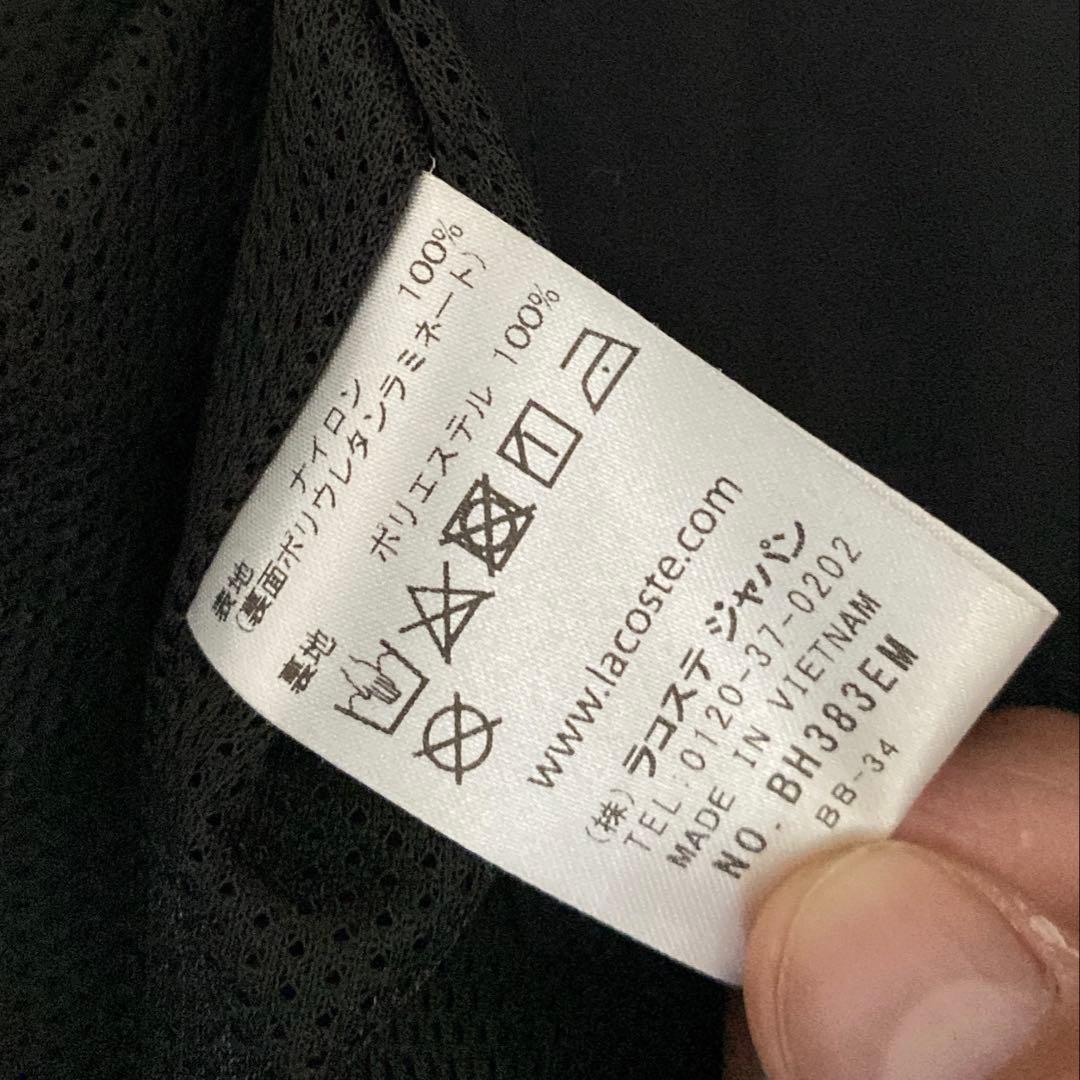 表地 ナイロン 100%
(裏面ポリウレタンラミネート)
裏地 ポリエステル 100%
www.lacoste.com
(株) ラコステ ジャパン
TEL:0120-37-0202
MADE IN VIETNAM
NO. BH383EM
BB-34